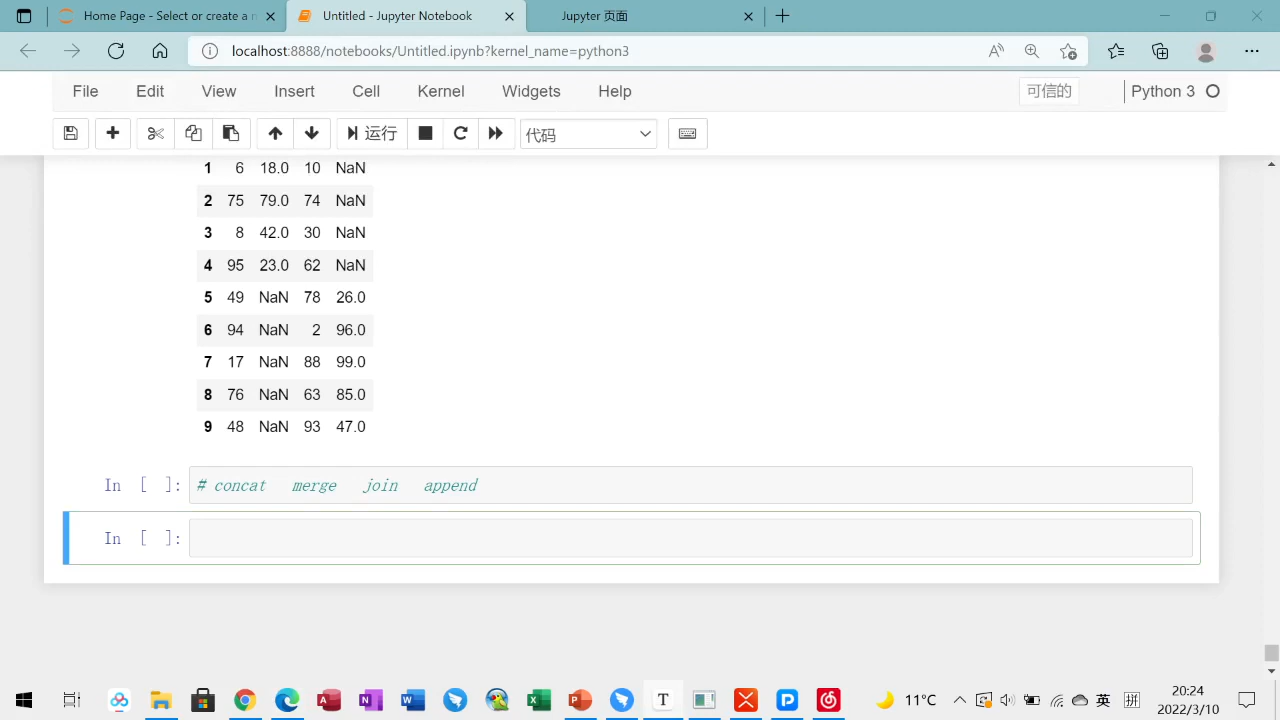 Home Page - Select or create a n
Untitled - Jupyter Notebook
Jupyter 页面
localhost:8888/notebooks/Untitled.ipynb?kernel_name=python3
File Edit View Insert Cell Kernel Widgets Help 可信的 Python 3
运行 代码
1 6 18.0 10 NaN
2 75 79.0 74 NaN
3 8 42.0 30 NaN
4 95 23.0 62 NaN
5 49 NaN 78 26.0
6 94 NaN 2 96.0
7 17 NaN 88 99.0
8 76 NaN 63 85.0
9 48 NaN 93 47.0
In [ ]: # concat merge join append
In [ ]:
11°C 英 拼 20:24
2022/3/10